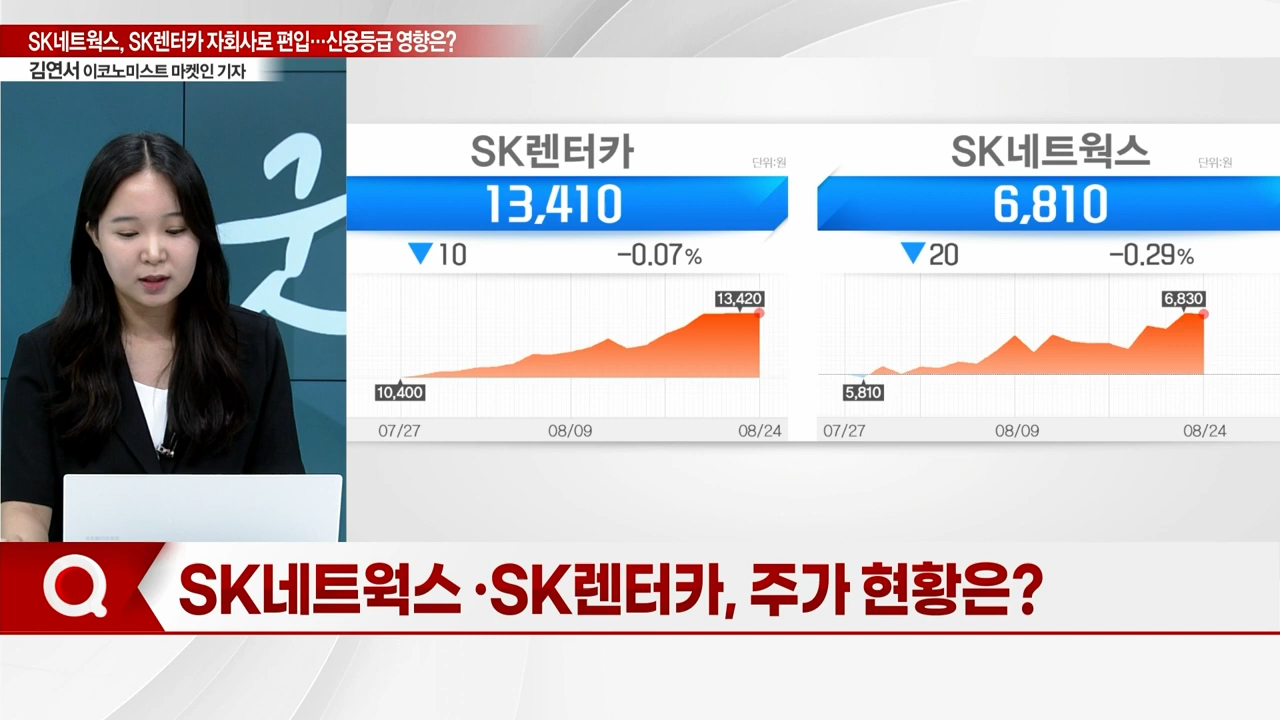 SK네트웍스, SK렌터카 자회사로 편입…신용등급 영향은?
김연서 이코노미스트 마켓인 기자
SK렌터카
단위:원
13,410
▼10 -0.07%
13,420
10,400
07/27 08/09 08/24
SK네트웍스
단위:원
6,810
▼20 -0.29%
6,830
5,810
07/27 08/09 08/24
SK네트웍스·SK렌터카, 주가 현황은?